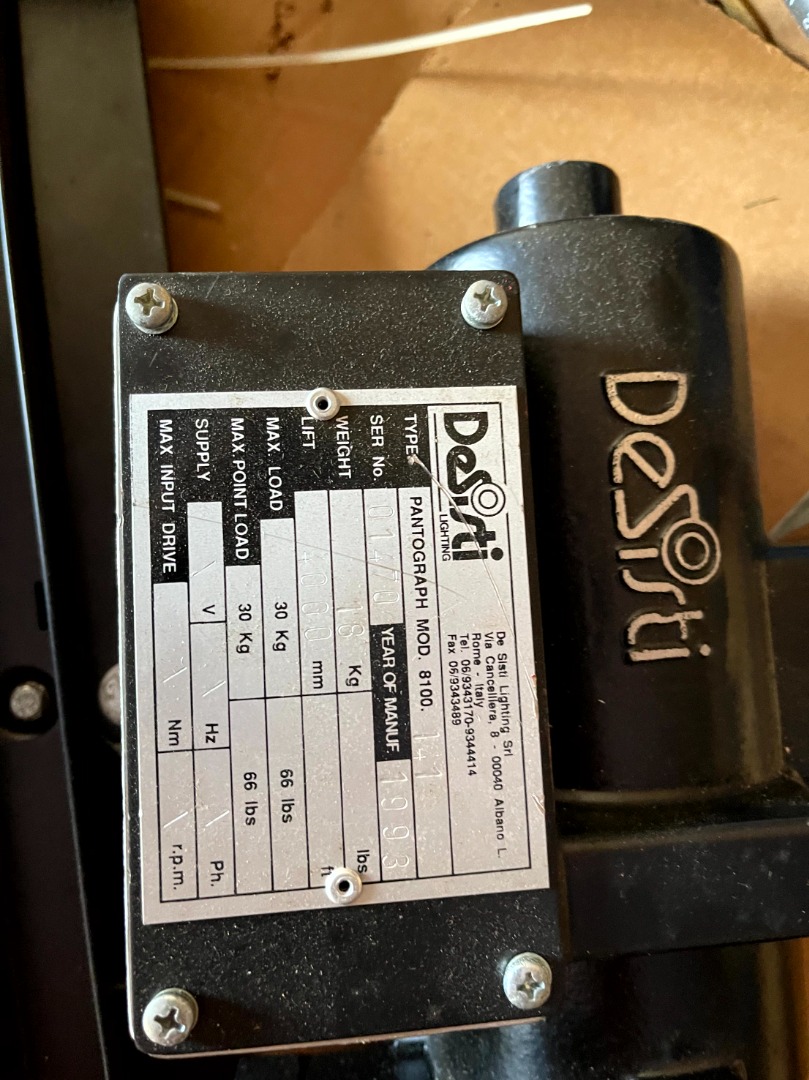 DeSisti
LIGHTING
De Sisti Lighting Srl
Via Cancelliera, 8 - 00040 Albano L.
Rome - Italy
Tel. 06/9343170-9344414
Fax 06/9343489
TYPE PANTOGRAPH MOD. 8100. 141
SER No. 0140 YEAR OF MANUF 1993
WEIGHT 18 Kg lbs
LIFT 4000 mm ft
MAX. LOAD 30 Kg 66 lbs
MAX POINT LOAD 30 Kg 66 lbs
SUPPLY \ V \ Hz \ Ph.
MAX INPUT DRIVE \ Nm \ r.p.m.
DeSisti